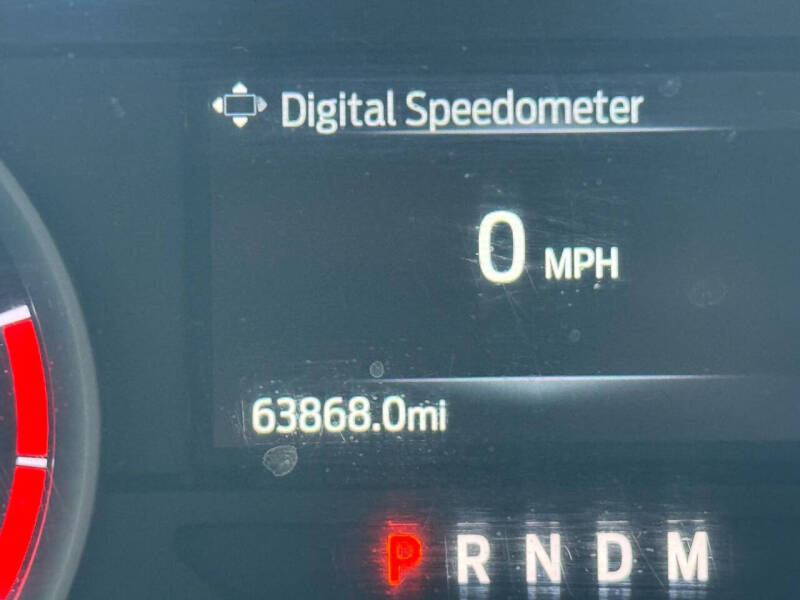 Digital Speedometer
0 MPH
63868.0mi
P R N D M